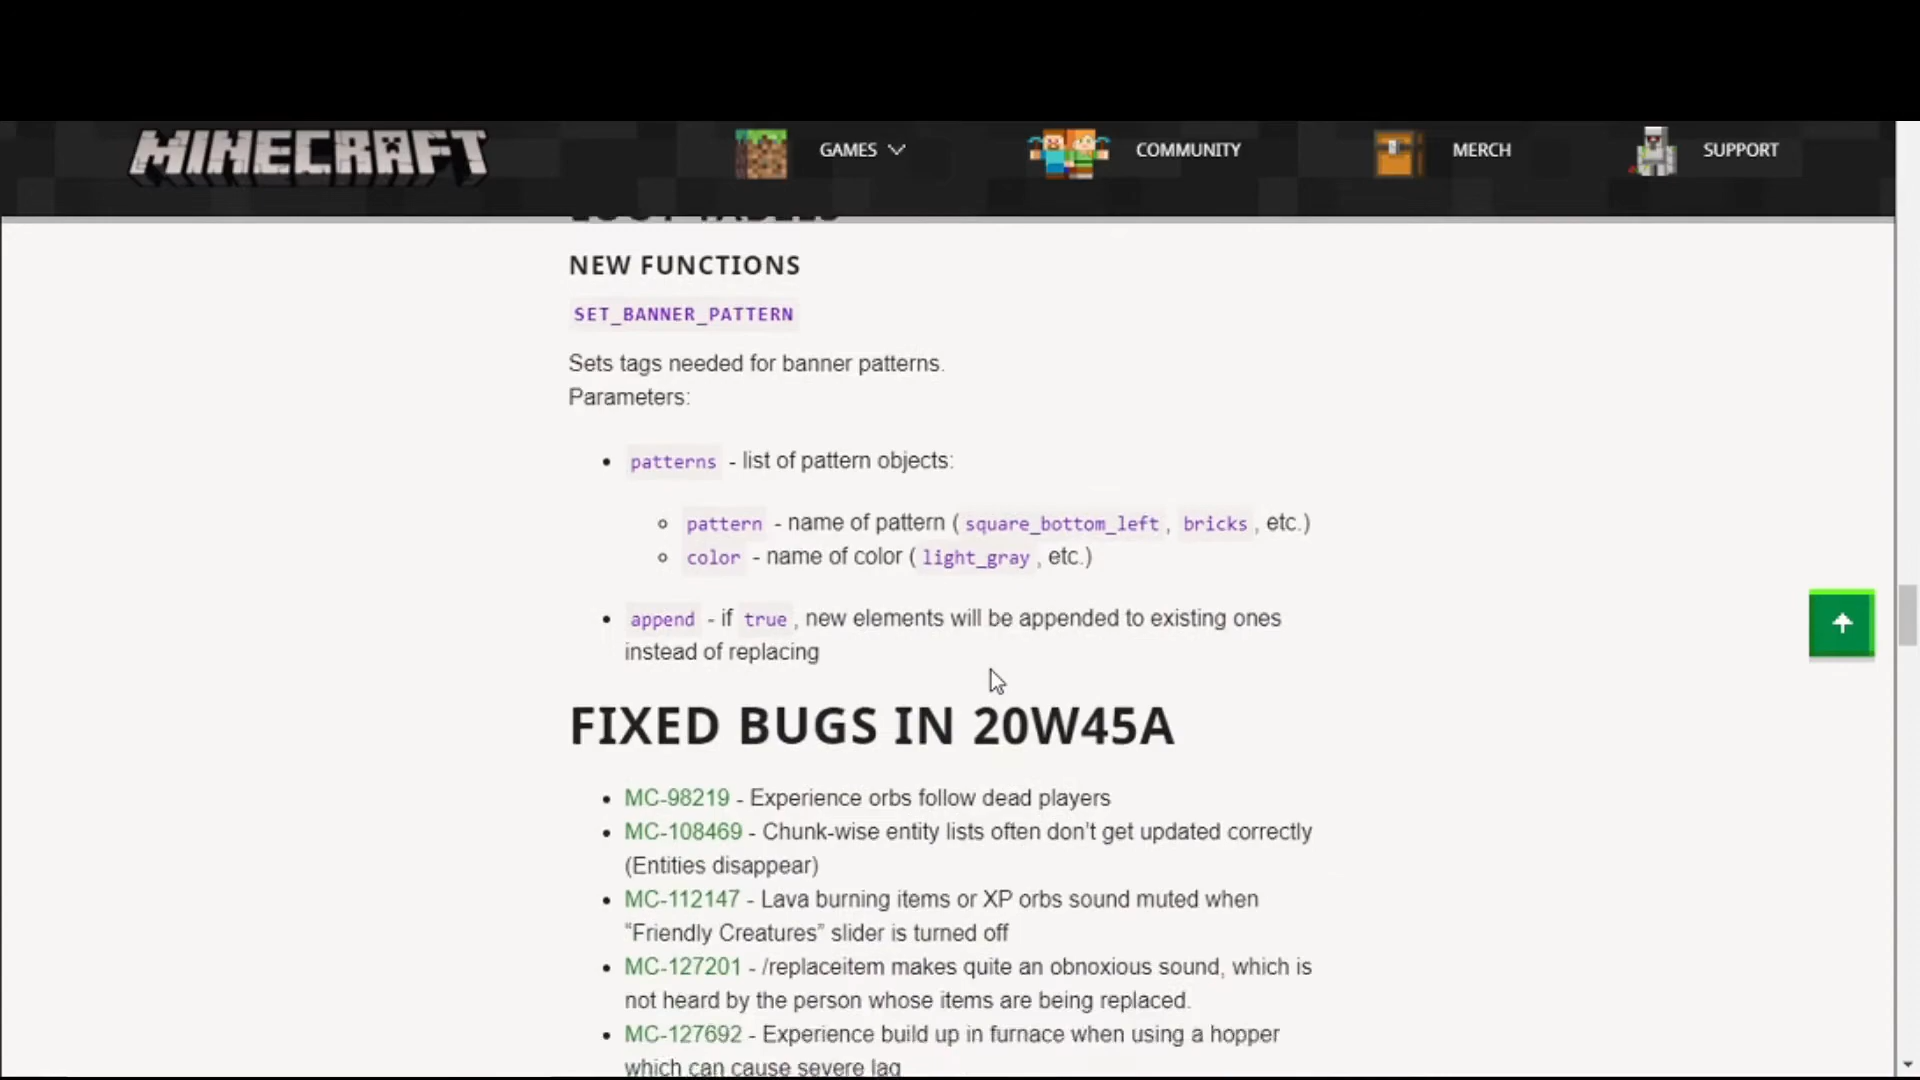 MINECRAFT
GAMES
COMMUNITY
MERCH
SUPPORT
LOOT TABLES
NEW FUNCTIONS
SET_BANNER_PATTERN
Sets tags needed for banner patterns.
Parameters:
patterns - list of pattern objects:
pattern - name of pattern ( square_bottom_left , bricks , etc.)
color - name of color ( light_gray , etc.)
append - if true , new elements will be appended to existing ones
instead of replacing
FIXED BUGS IN 20W45A
MC-98219 - Experience orbs follow dead players
MC-108469 - Chunk-wise entity lists often don’t get updated correctly
(Entities disappear)
MC-112147 - Lava burning items or XP orbs sound muted when
“Friendly Creatures” slider is turned off
MC-127201 - /replaceitem makes quite an obnoxious sound, which is
not heard by the person whose items are being replaced.
MC-127692 - Experience build up in furnace when using a hopper
which can cause severe lag